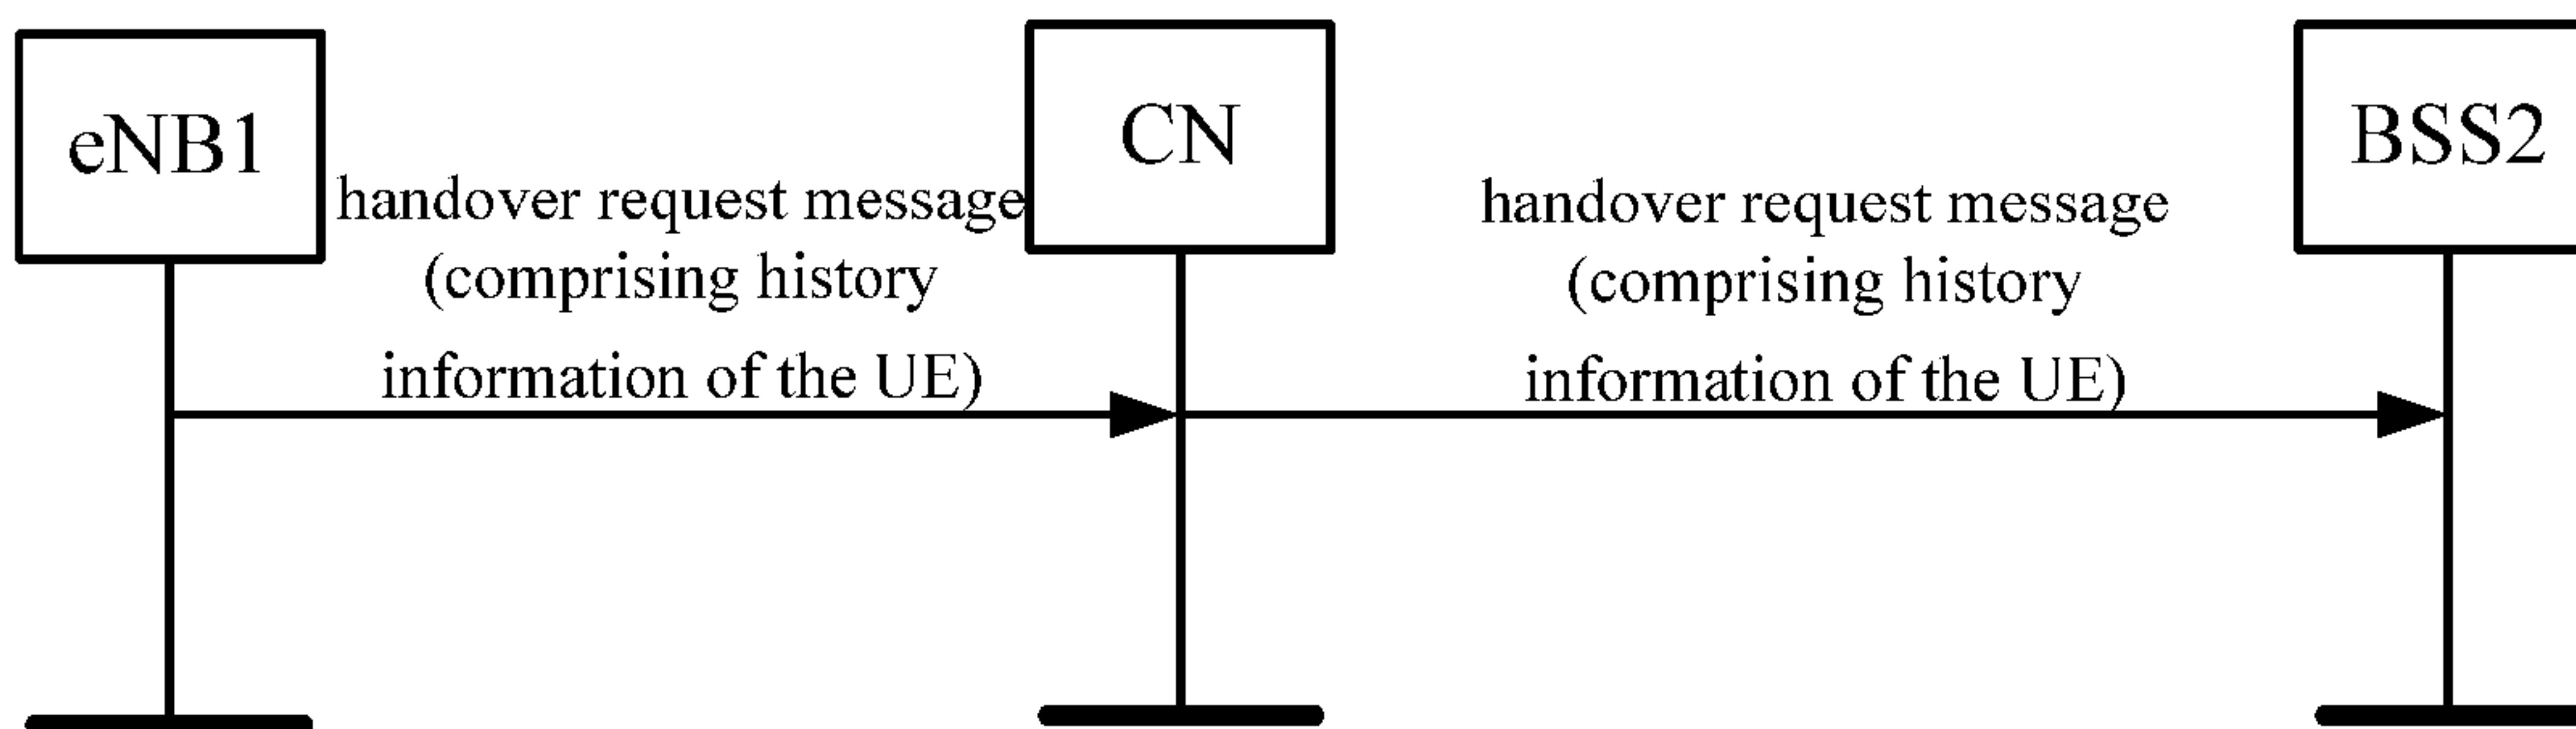 eNB1
CN
BSS2
handover request message
(comprising history
information of the UE)
handover request message
(comprising history
information of the UE)